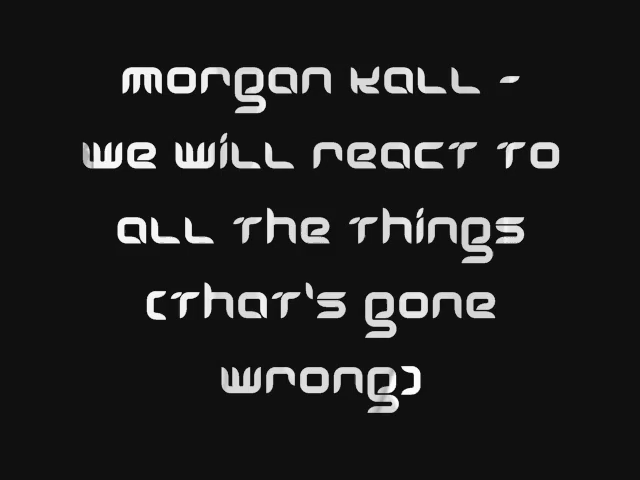 Morgan Kall -
We will react to
all the things
(that's gone
wrong)